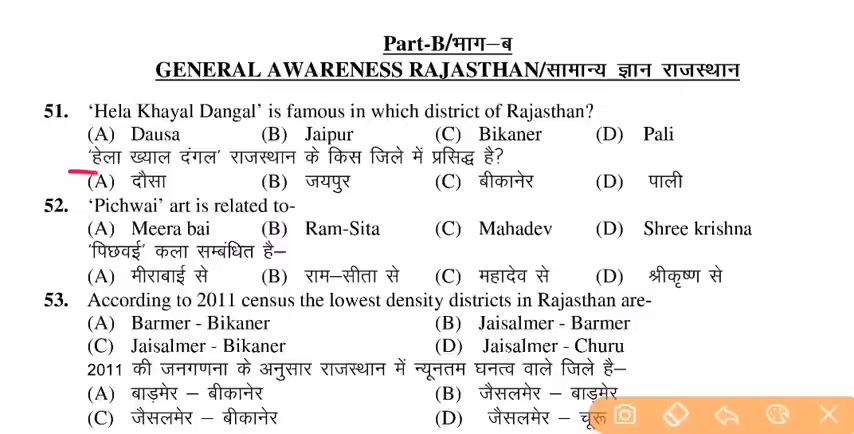 Part-B/भाग–ब
GENERAL AWARENESS RAJASTHAN/सामान्य ज्ञान राजस्थान
51. ‘Hela Khayal Dangal’ is famous in which district of Rajasthan?
(A) Dausa (B) Jaipur (C) Bikaner (D) Pali
‘हेला ख्याल दंगल’ राजस्थान के किस जिले में प्रसिद्ध है?
(A) दौसा (B) जयपुर (C) बीकानेर (D) पाली
52. ‘Pichwai’ art is related to-
(A) Meera bai (B) Ram-Sita (C) Mahadev (D) Shree krishna
‘पिछवई’ कला सम्बंधित है–
(A) मीराबाई से (B) राम–सीता से (C) महादेव से (D) श्रीकृष्ण से
53. According to 2011 census the lowest density districts in Rajasthan are-
(A) Barmer - Bikaner (B) Jaisalmer - Barmer
(C) Jaisalmer - Bikaner (D) Jaisalmer - Churu
2011 की जनगणना के अनुसार राजस्थान में न्यूनतम घनत्व वाले जिले है–
(A) बाड़मेर – बीकानेर (B) जैसलमेर – बाड़मेर
(C) जैसलमेर – बीकानेर (D) जैसलमेर – चूरू